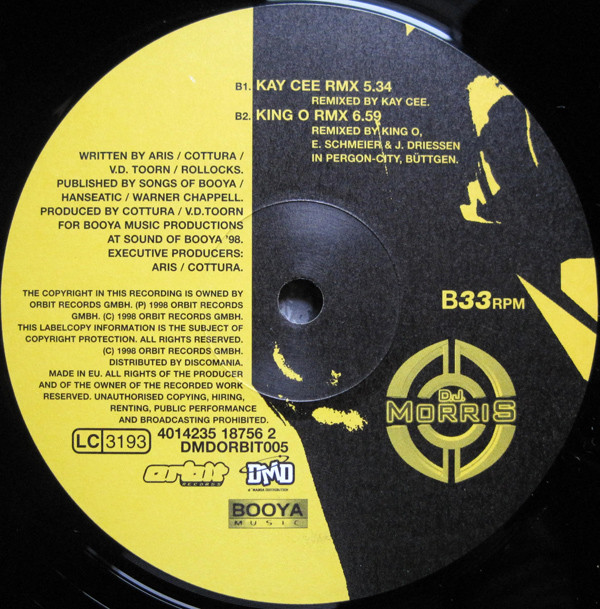 B1. KAY CEE RMX 5.34
REMIXED BY KAY CEE.
B2. KING O RMX 6.59
REMIXED BY KING O,
E. SCHMEIER & J. DRIESSEN
IN PERGON-CITY, BÜTTGEN.
WRITTEN BY ARIS / COTTURA /
V.D. TOORN / ROLLOCKS.
PUBLISHED BY SONGS OF BOOYA /
HANSEATIC / WARNER CHAPPELL.
PRODUCED BY COTTURA / V.D.TOORN
FOR BOOYA MUSIC PRODUCTIONS
AT SOUND OF BOOYA '98.
EXECUTIVE PRODUCERS:
ARIS / COTTURA.
THE COPYRIGHT IN THIS RECORDING IS OWNED BY
ORBIT RECORDS GMBH. (P) 1998 ORBIT RECORDS
GMBH. (C) 1998 ORBIT RECORDS GMBH.
THIS LABELCOPY INFORMATION IS THE SUBJECT OF
COPYRIGHT PROTECTION. ALL RIGHTS RESERVED.
(C) 1998 ORBIT RECORDS GMBH.
DISTRIBUTED BY DISCOMANIA.
MADE IN EU. ALL RIGHTS OF THE PRODUCER
AND OF THE OWNER OF THE RECORDED WORK
RESERVED. UNAUTHORISED COPYING, HIRING,
RENTING, PUBLIC PERFORMANCE
AND BROADCASTING PROHIBITED.
B33RPM
D.J.
MORRIS
LC 3193
4014235 18756 2
DMDORBIT005
orbit
RECORDS
DMD
BOOYA
MUSIC